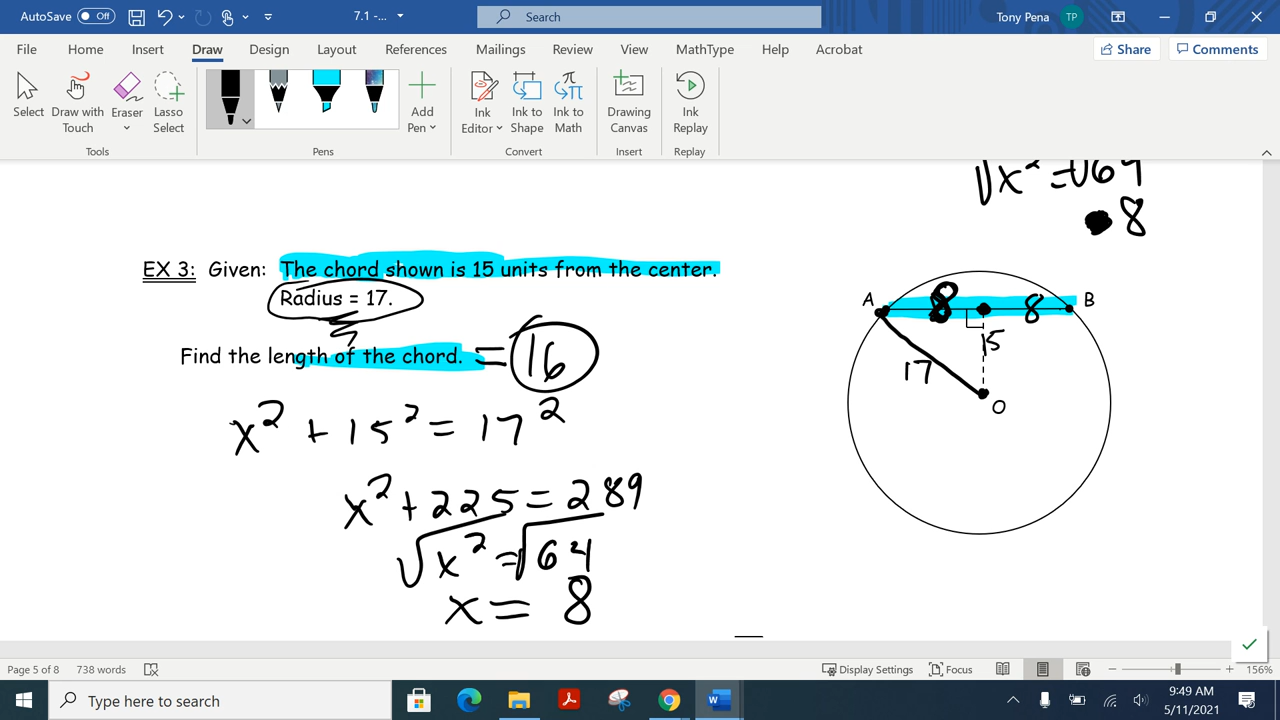 AutoSave Off 7.1 -... Search Tony Pena TP
File Home Insert Draw Design Layout References Mailings Review View MathType Help Acrobat Share Comments
Select Draw with Touch Eraser Lasso Select Add Pen Ink Editor Ink to Shape Ink to Math Drawing Canvas Ink Replay
Tools Pens Convert Insert Replay
√x² = √64
8
EX 3: Given: The chord shown is 15 units from the center.
Radius = 17.
Find the length of the chord. = 16
x² + 15² = 17²
x² + 225 = 289
√x² = √64
x = 8
A 8 8 B
15
17
O
Page 5 of 8 738 words Display Settings Focus 156%
Type here to search W 9:49 AM
5/11/2021